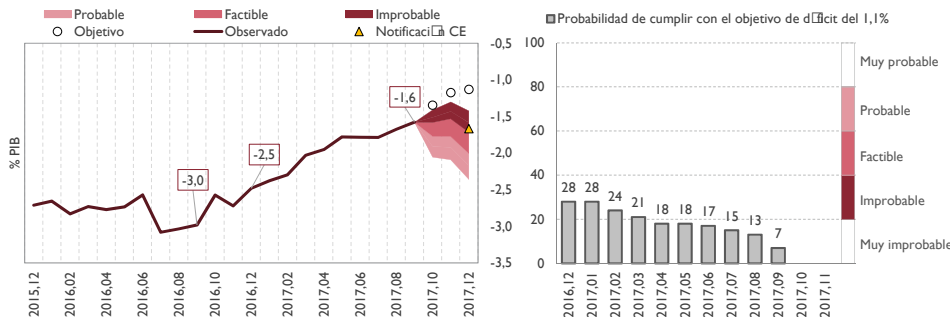 Probable Factible Improbable
Objetivo Observado Notificaci□n CE
% PIB
-0,5
-1,0
-1,5
-2,0
-2,5
-3,0
-3,5
-3,0
-2,5
-1,6
2015,12 2016,02 2016,04 2016,06 2016,08 2016,10 2016,12 2017,02 2017,04 2017,06 2017,08 2017,10 2017,12
Probabilidad de cumplir con el objetivo de d□ficit del 1,1%
100
80
60
40
20
0
28 28 24 21 18 18 17 15 13 7
2016,12 2017,01 2017,02 2017,03 2017,04 2017,05 2017,06 2017,07 2017,08 2017,09 2017,10 2017,11
Muy probable
Probable
Factible
Improbable
Muy improbable